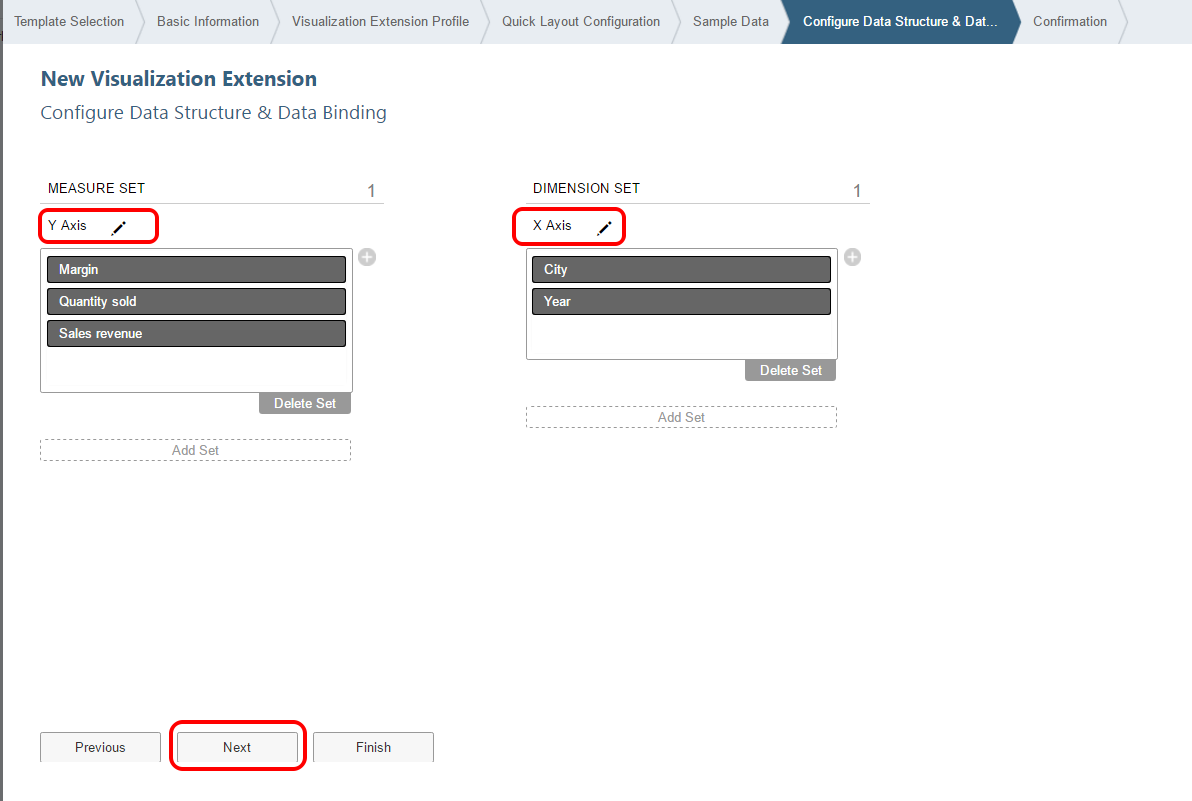 Template Selection
Basic Information
Visualization Extension Profile
Quick Layout Configuration
Sample Data
Configure Data Structure & Dat...
Confirmation
New Visualization Extension
Configure Data Structure & Data Binding
MEASURE SET 1
Y Axis
Margin
Quantity sold
Sales revenue
Delete Set
Add Set
DIMENSION SET 1
X Axis
City
Year
Delete Set
Add Set
Previous
Next
Finish